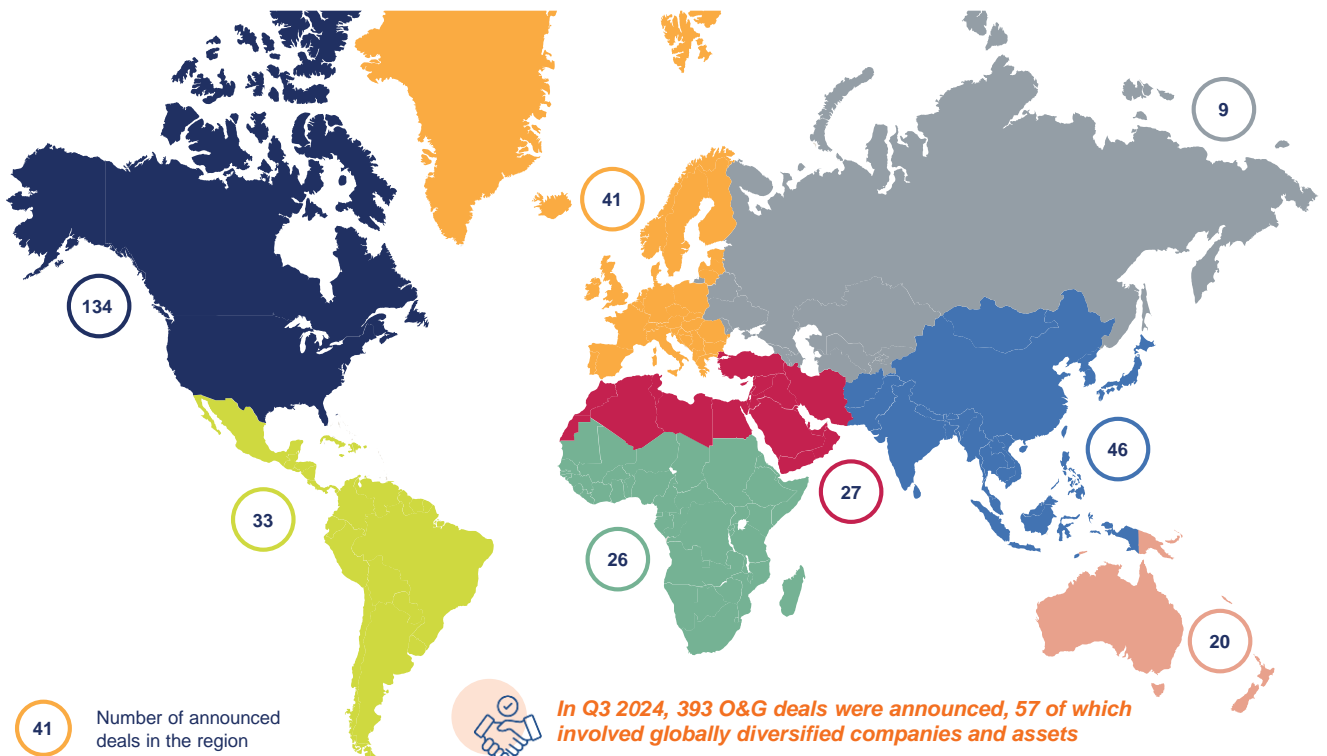 9
41
134
46
27
33
26
20
41
Number of announced
deals in the region
In Q3 2024, 393 O&G deals were announced, 57 of which
involved globally diversified companies and assets